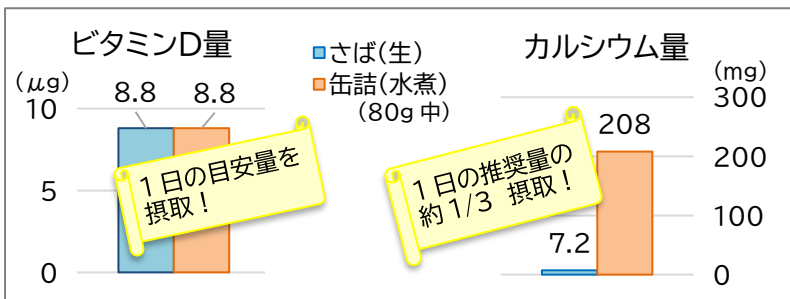 ビタミンD量
(μg)
10
5
0
8.8
8.8
1日の目安量を
摂取！
さば(生)
缶詰(水煮)
(80g中)
カルシウム量
(mg)
300
200
100
0
7.2
208
1日の推奨量の
約1/3 摂取！